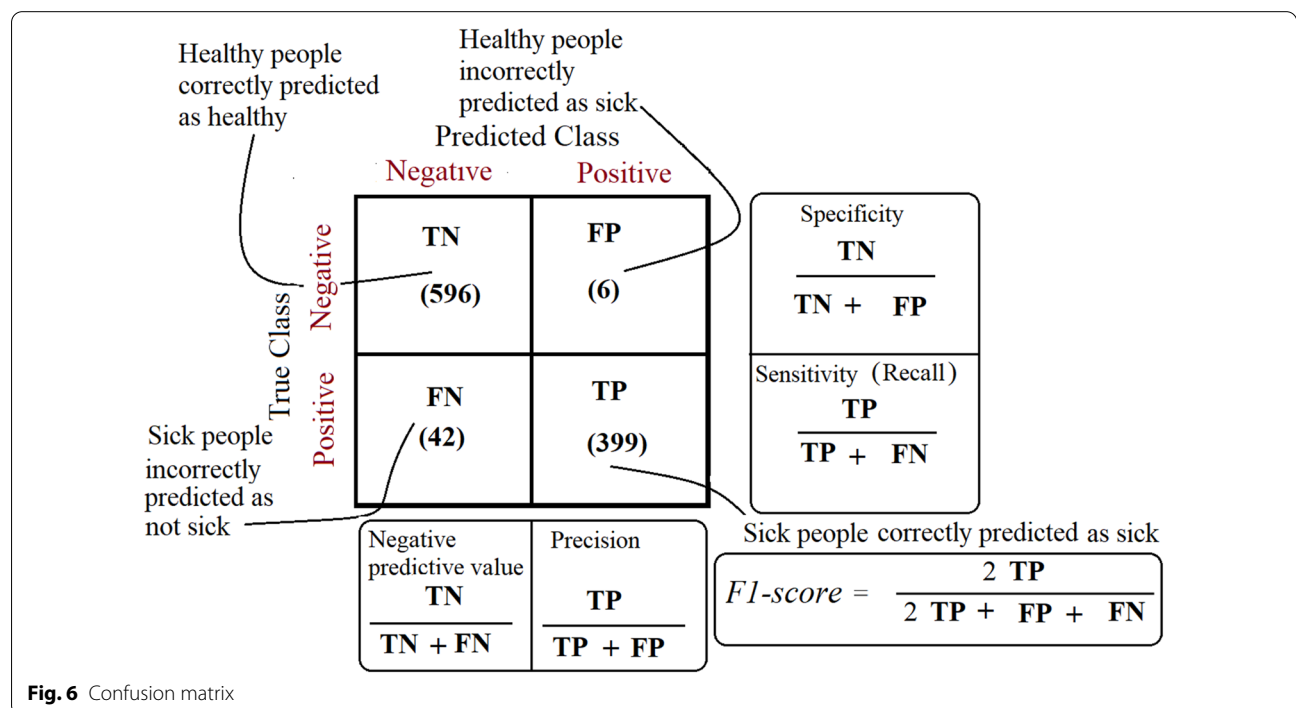 Healthy people
correctly predicted
as healthy
Healthy people
incorrectly
predicted as sick
Predicted Class
Negative Positive
True Class
Negative
Positive
TN
(596)
FP
(6)
FN
(42)
TP
(399)
Specificity
TN
TN + FP
Sensitivity (Recall)
TP
TP + FN
Sick people
incorrectly
predicted as
not sick
Sick people correctly predicted as sick
Negative
predictive value
TN
TN + FN
Precision
TP
TP + FP
2 TP
F1-score =
2 TP + FP + FN
Fig. 6 Confusion matrix